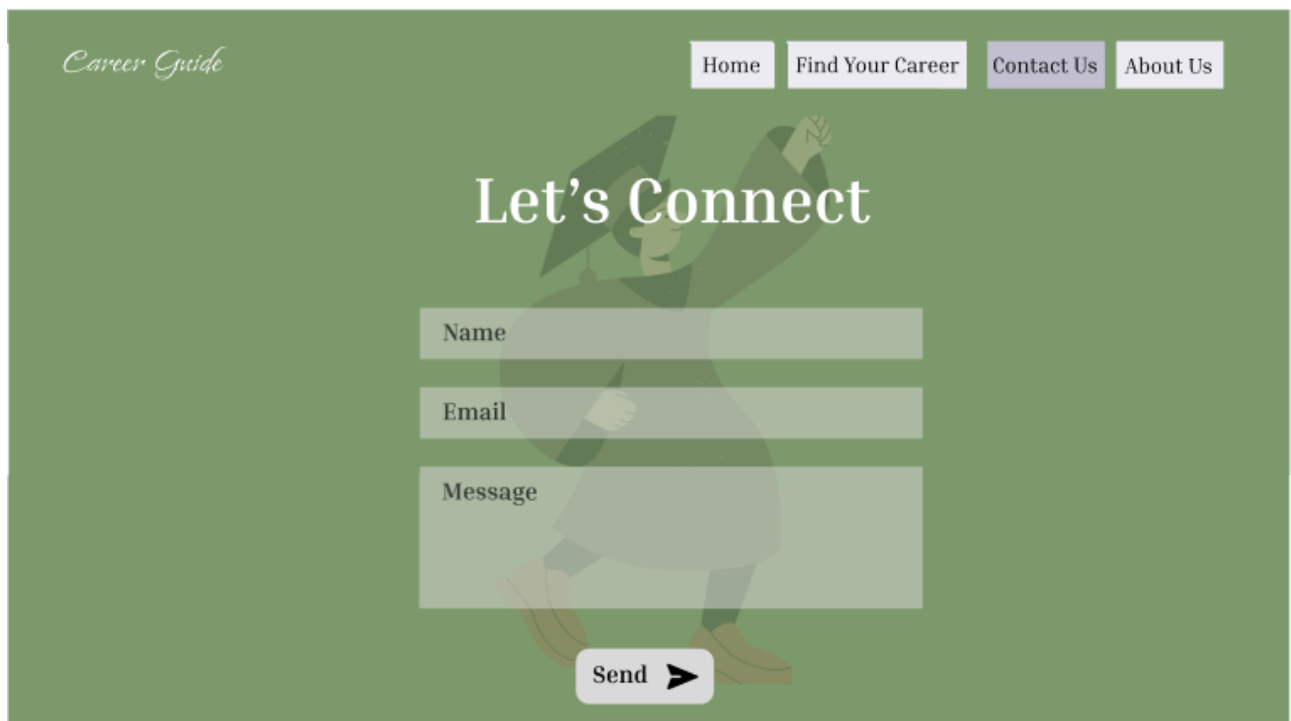 Career Guide
Home
Find Your Career
Contact Us
About Us
Let’s Connect
Name
Email
Message
Send